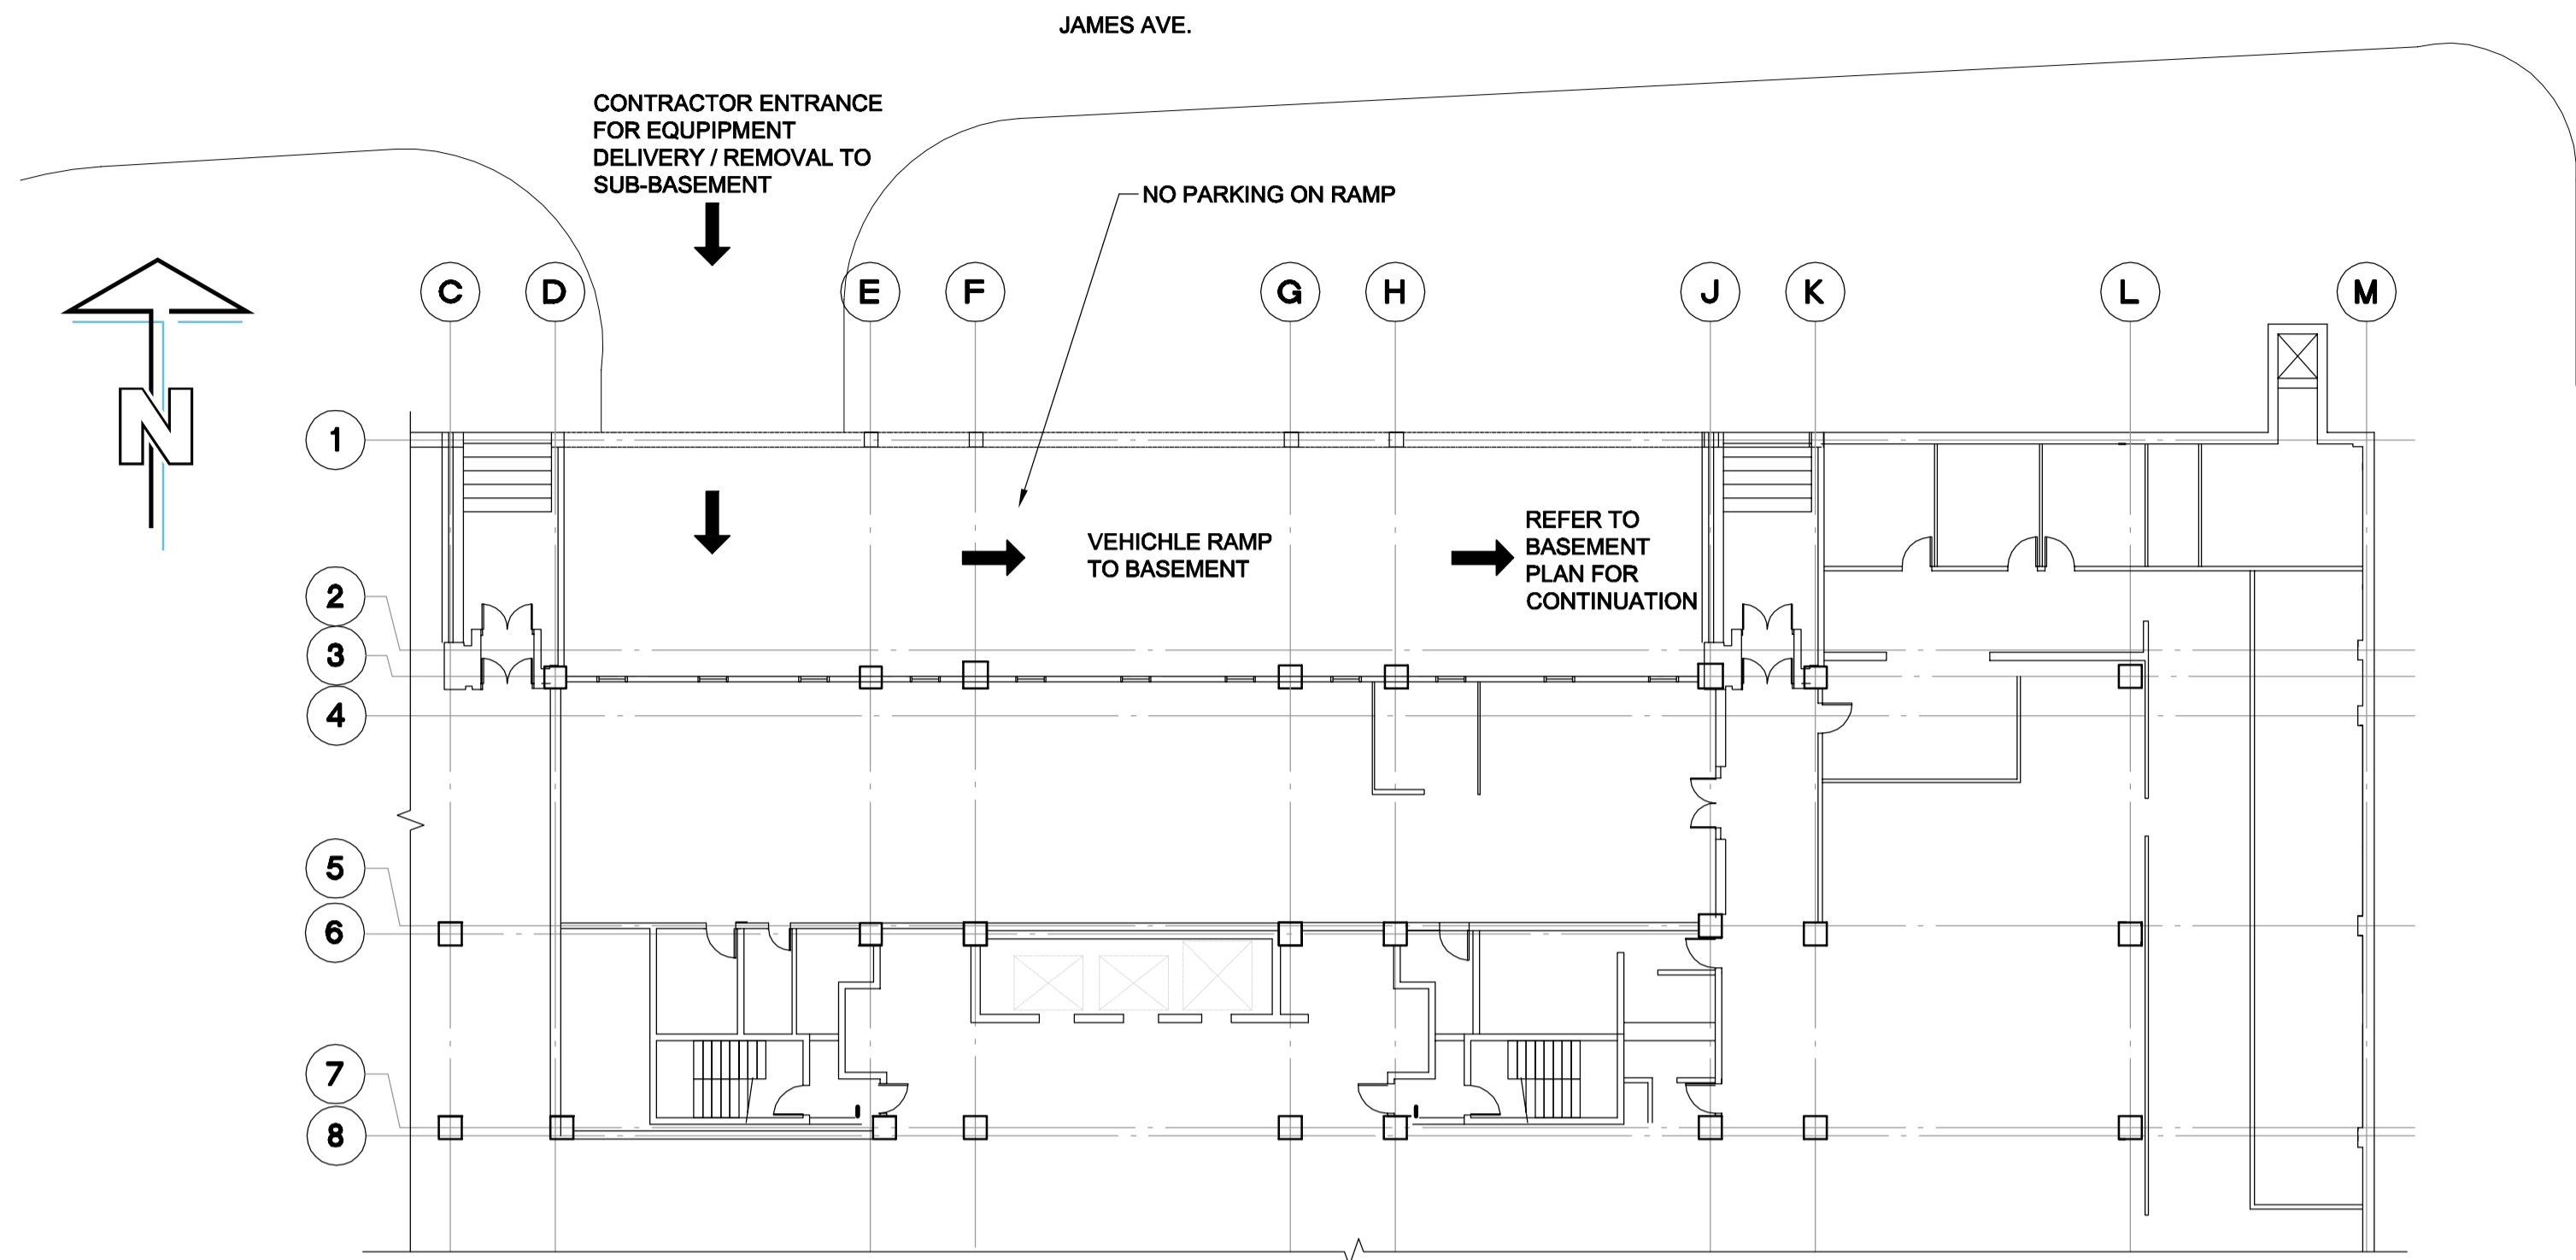 JAMES AVE.
CONTRACTOR ENTRANCE
FOR EQUPIPMENT
DELIVERY / REMOVAL TO
SUB-BASEMENT
NO PARKING ON RAMP
C D E F G H J K L M
N
1
2
3
4
5
6
7
8
VEHICHLE RAMP
TO BASEMENT
REFER TO
BASEMENT
PLAN FOR
CONTINUATION